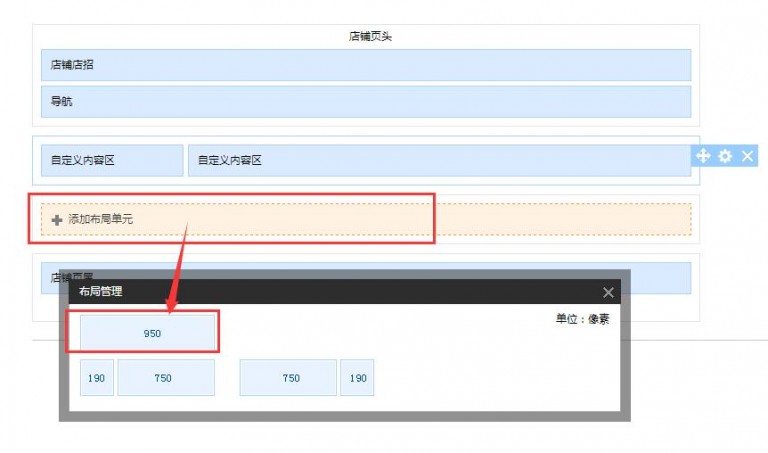 店铺页头
店铺店招
导航
自定义内容区 自定义内容区
添加布局单元
店铺页尾
布局管理
单位：像素
950
190 750 750 190